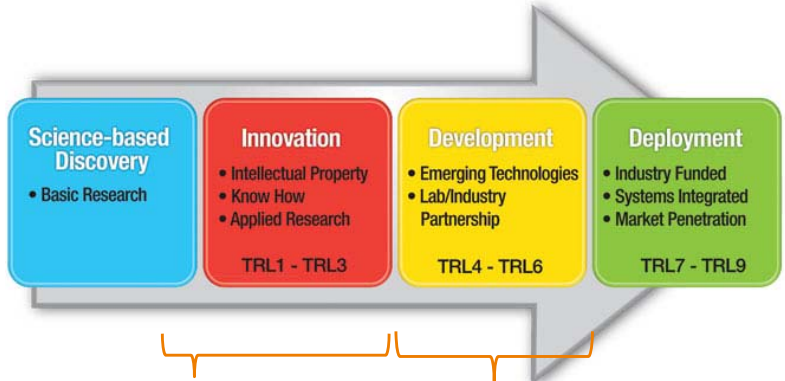 Science-based
Discovery
• Basic Research
Innovation
• Intellectual Property
• Know How
• Applied Research
TRL1 - TRL3
Development
• Emerging Technologies
• Lab/Industry
Partnership
TRL4 - TRL6
Deployment
• Industry Funded
• Systems Integrated
• Market Penetration
TRL7 - TRL9